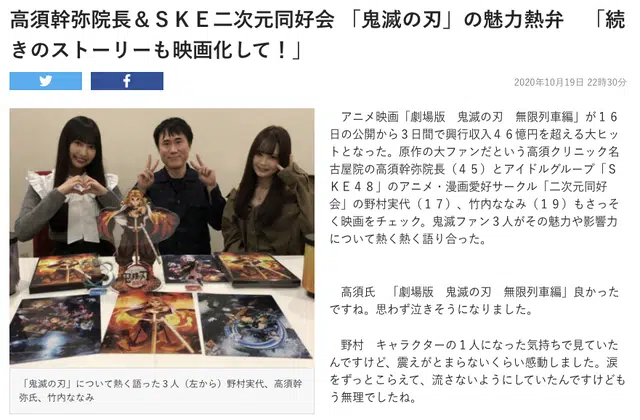 高須幹弥院長＆ＳＫＥ二次元同好会 「鬼滅の刃」の魅力熱弁　「続
きのストーリーも映画化して！」
2020年10月19日 22時30分
　アニメ映画「劇場版　鬼滅の刃　無限列車編」が１６
日の公開から３日間で興行収入４６億円を超える大ヒッ
トとなった。原作の大ファンだという高須クリニック名
古屋院の高須幹弥院長（４５）とアイドルグループ「Ｓ
ＫＥ４８」のアニメ・漫画愛好サークル「二次元同好
会」の野村実代（１７）、竹内ななみ（１９）もさっそ
く映画をチェック。鬼滅ファン３人がその魅力や影響力
について熱く熱く語り合った。
　高須氏　「劇場版　鬼滅の刃　無限列車編」良かった
ですね。思わず泣きそうになりました。
　野村　キャラクターの１人になった気持ちで見ていた
んですけど、震えがとまらないくらい感動しました。涙
をずっとこらえて、流さないようにしていたんですけども
う無理でしたね。
「鬼滅の刃」について熱く語った３人（左から）野村実代、高須幹
弥氏、竹内ななみ